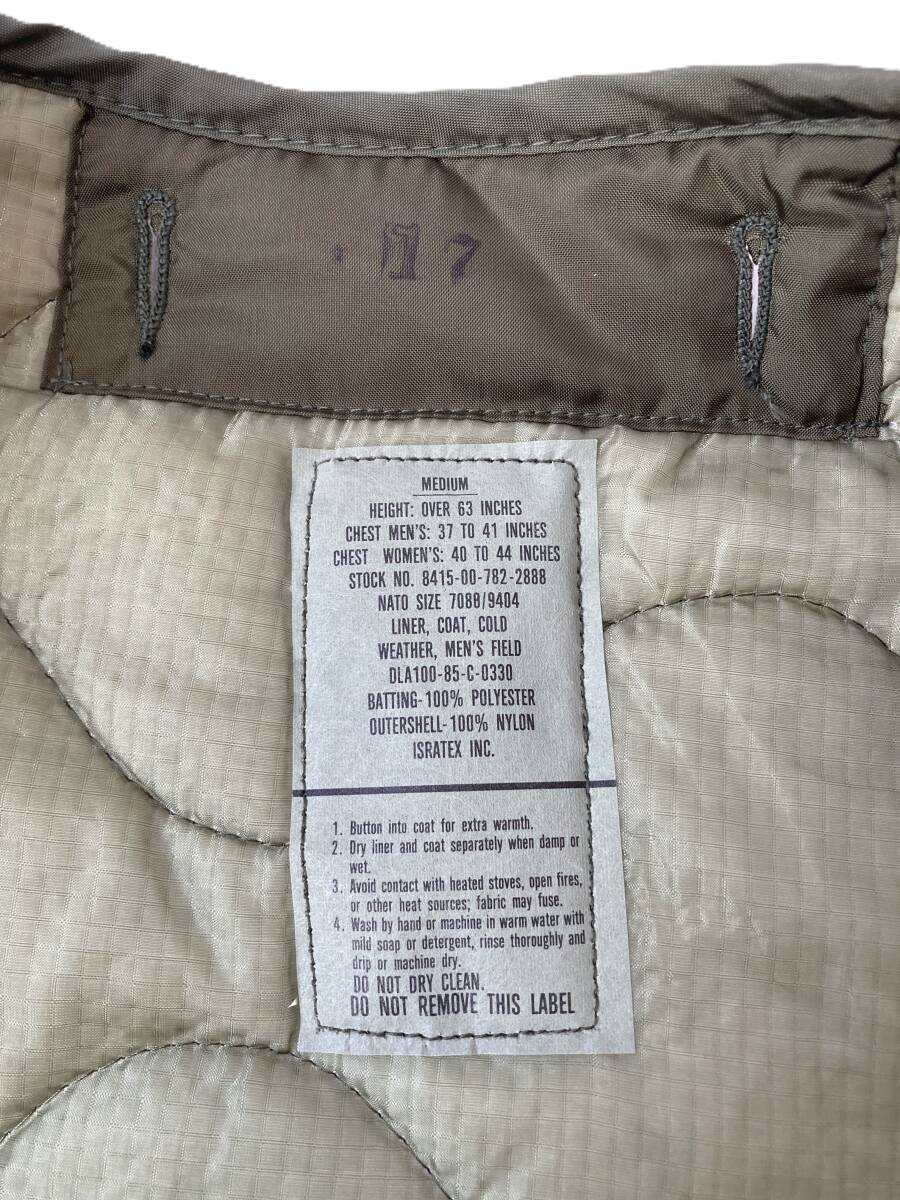 17
MEDIUM
HEIGHT: OVER 63 INCHES
CHEST MEN'S: 37 TO 41 INCHES
CHEST WOMEN'S: 40 TO 44 INCHES
STOCK NO. 8415-00-782-2888
NATO SIZE 7080/9404
LINER, COAT, COLD
WEATHER, MEN'S FIELD
DLA100-85-C-0330
BATTING-100% POLYESTER
OUTERSHELL-100% NYLON
ISRATEX INC.
1. Button into coat for extra warmth.
2. Dry liner and coat separately when damp or
wet.
3. Avoid contact with heated stoves, open fires,
or other heat sources; fabric may fuse.
4. Wash by hand or machine in warm water with
mild soap or detergent, rinse thoroughly and
drip or machine dry.
DO NOT DRY CLEAN.
DO NOT REMOVE THIS LABEL